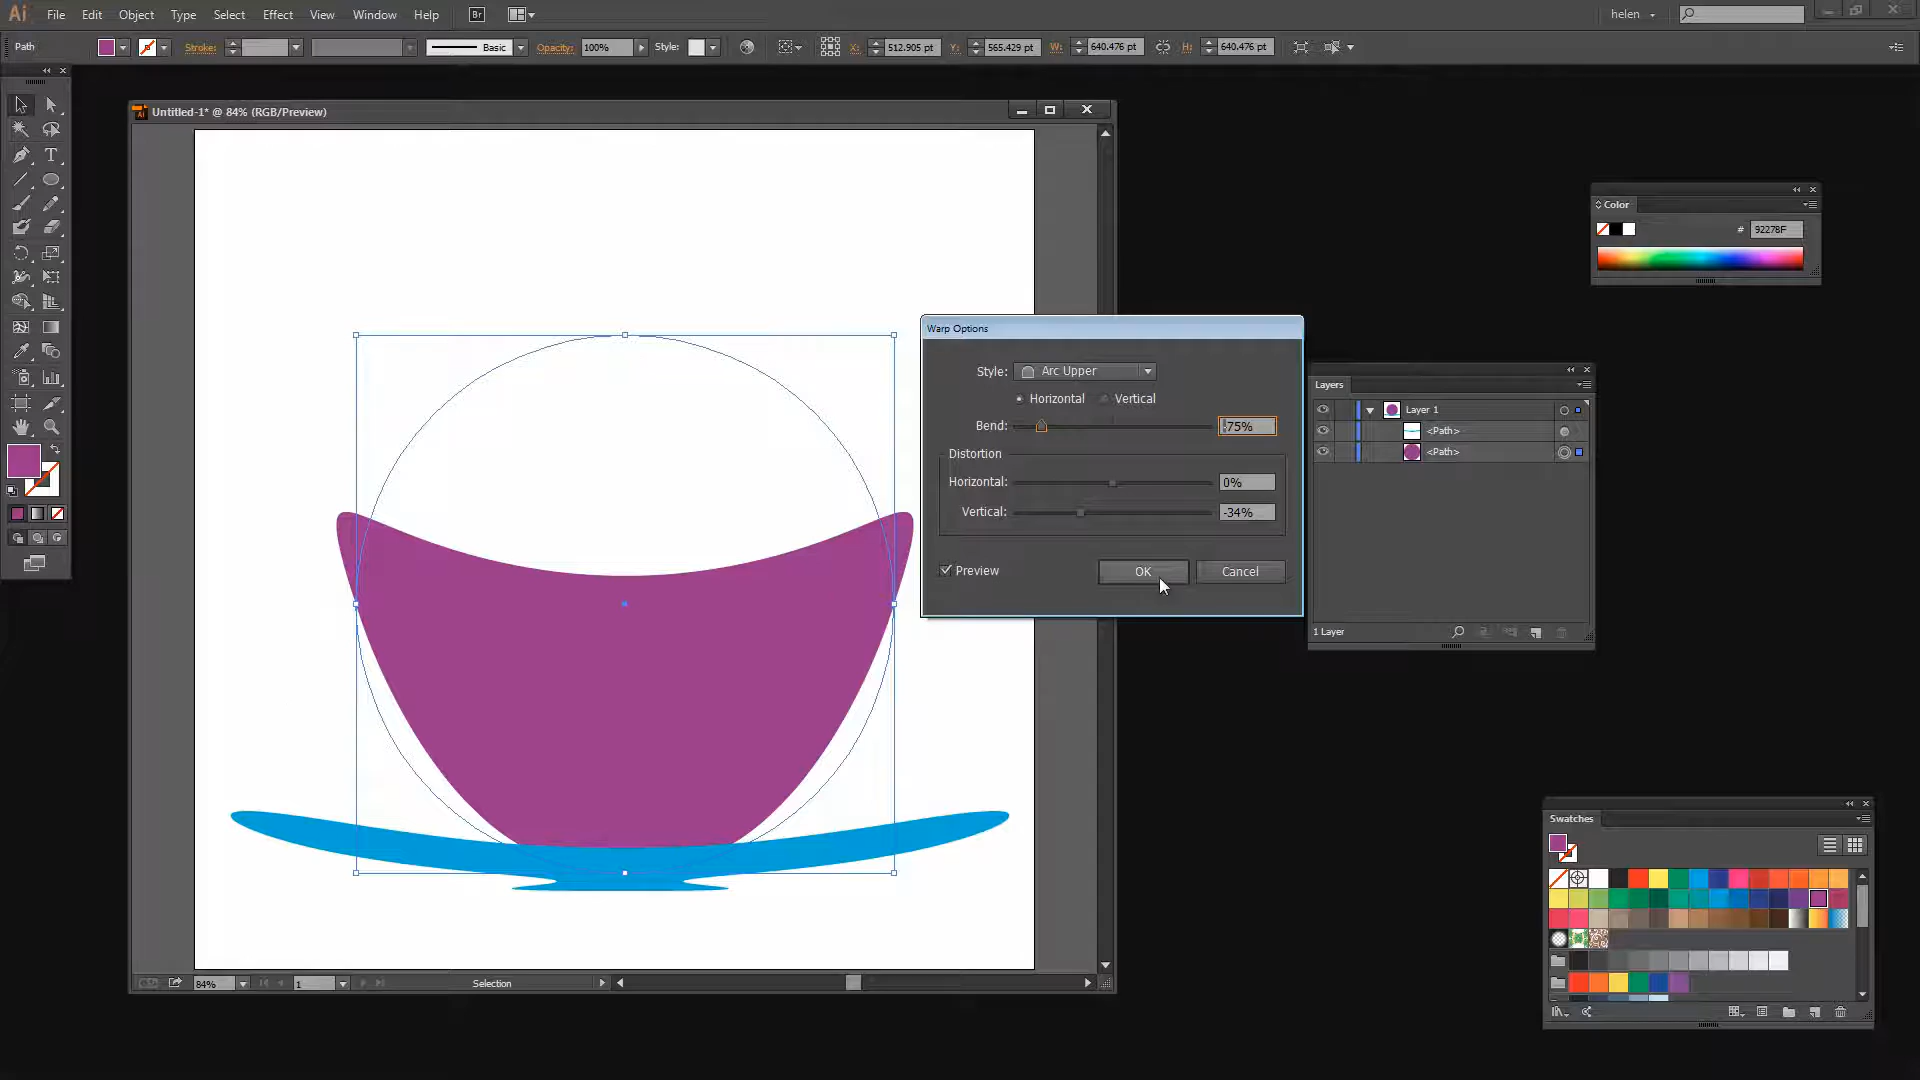 Ai File Edit Object Type Select Effect View Window Help Br helen
Path Stroke: Basic Opacity: 100% Style: X: 512.905 pt Y: 565.429 pt W: 640.476 pt H: 640.476 pt
Untitled-1* @ 84% (RGB/Preview)
Color
# 92278F
Warp Options
Style: Arc Upper
Horizontal Vertical
Bend: -75%
Distortion
Horizontal: 0%
Vertical: -34%
Preview OK Cancel
Layers
Layer 1
<Path>
<Path>
1 Layer
Swatches
84% 1 Selection